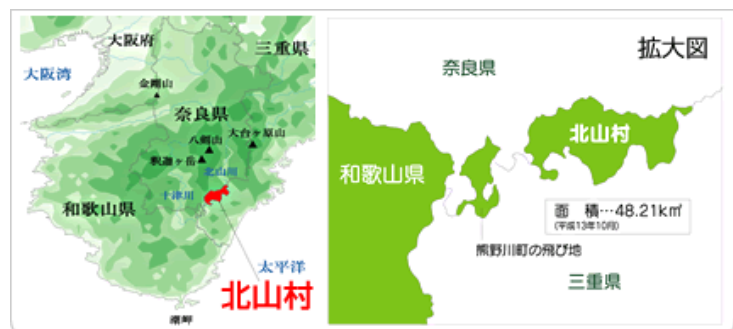 大阪府
三重県
大阪湾
金剛山
奈良県
大台ヶ原山
八剣山
釈迦ヶ岳
北山川
十津川
和歌山県
太平洋
北山村
潮岬
拡大図
奈良県
北山村
和歌山県
面 積…48.21k㎡
(平成13年10月)
熊野川町の飛び地
三重県